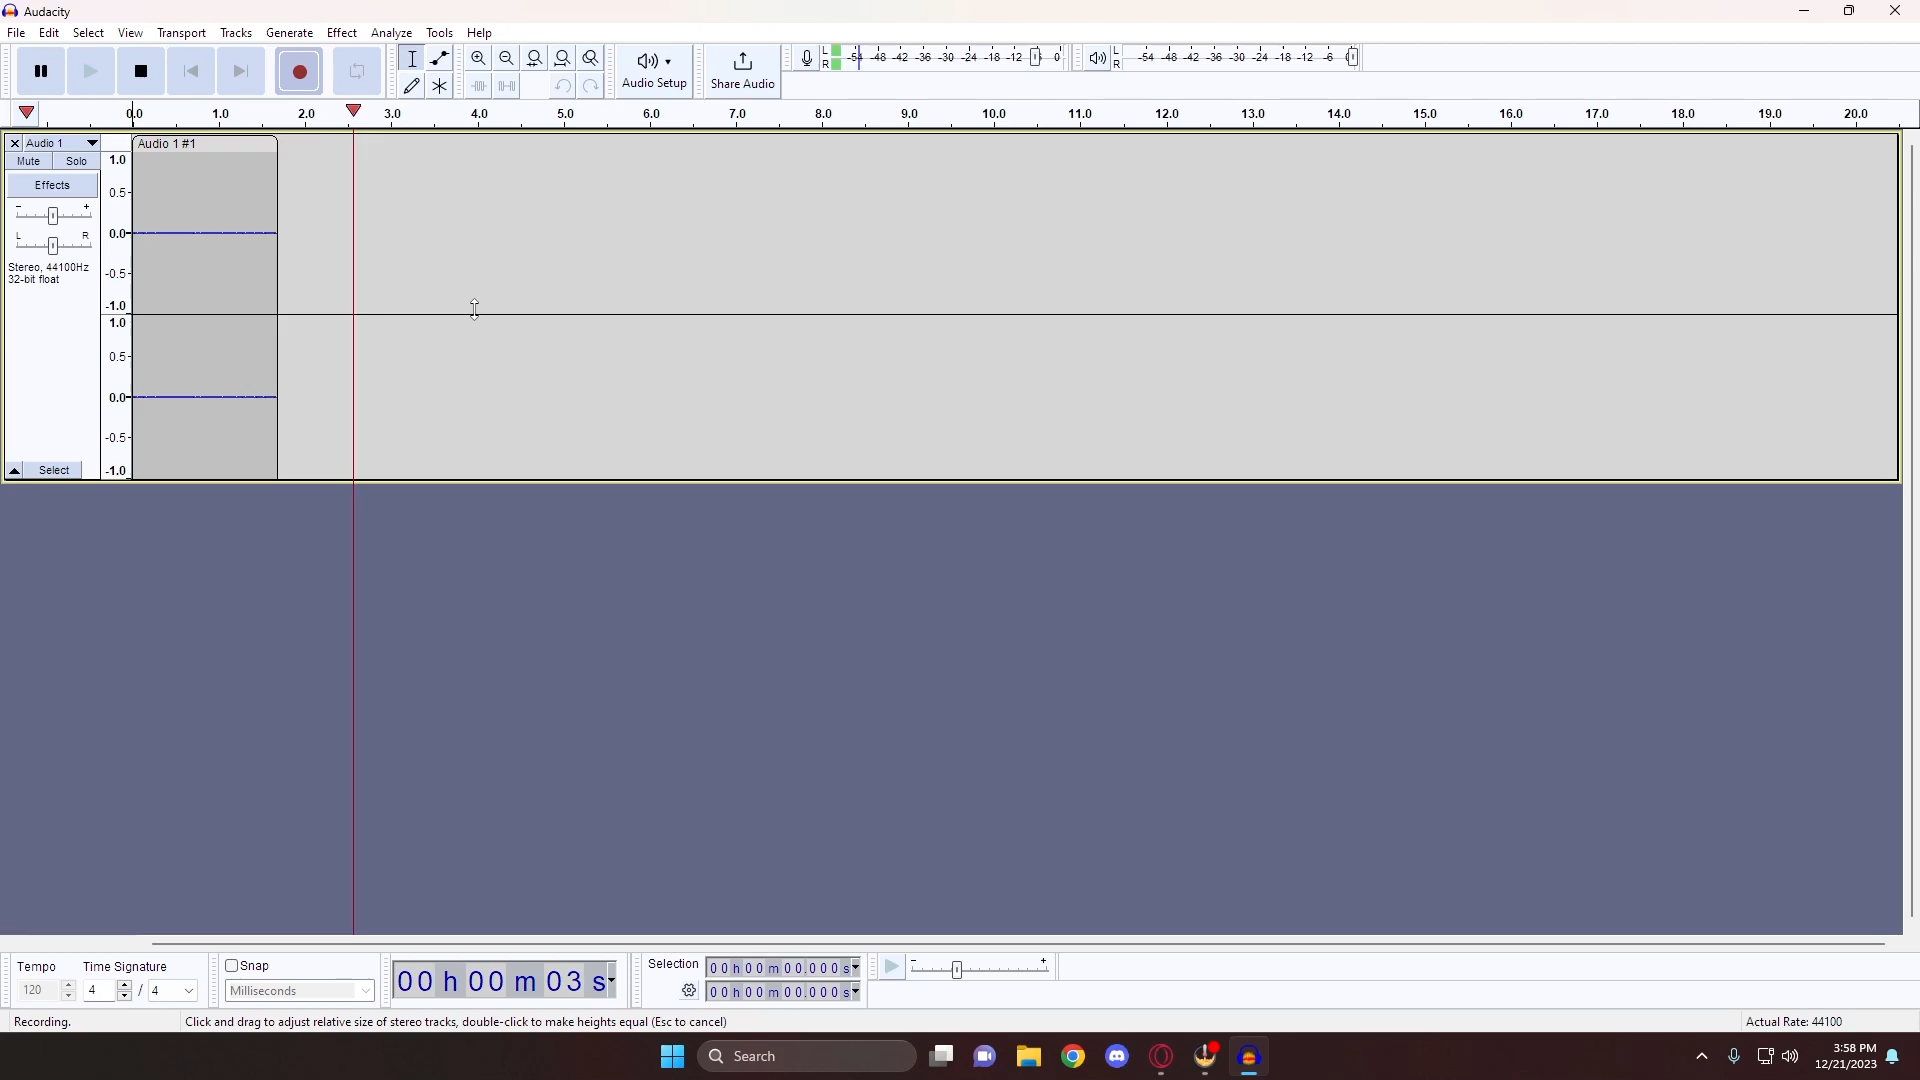 Audacity
File Edit Select View Transport Tracks Generate Effect Analyze Tools Help
Audio Setup
Share Audio
L
R
-54 -48 -42 -36 -30 -24 -18 -12 0
L
R
-54 -48 -42 -36 -30 -24 -18 -12 -6 0
0.0 1.0 2.0 3.0 4.0 5.0 6.0 7.0 8.0 9.0 10.0 11.0 12.0 13.0 14.0 15.0 16.0 17.0 18.0 19.0 20.0
Audio 1
Audio 1 #1
Mute Solo
Effects
- +
L R
Stereo, 44100Hz
32-bit float
Select
1.0
0.5
0.0
-0.5
-1.0
1.0
0.5
0.0
-0.5
-1.0
Tempo
120
Time Signature
4 / 4
Snap
Milliseconds
00 h 00 m 03 s
Selection
00 h 00 m 00.000 s
00 h 00 m 00.000 s
- +
Recording.
Click and drag to adjust relative size of stereo tracks, double-click to make heights equal (Esc to cancel)
Actual Rate: 44100
Search
3:58 PM
12/21/2023